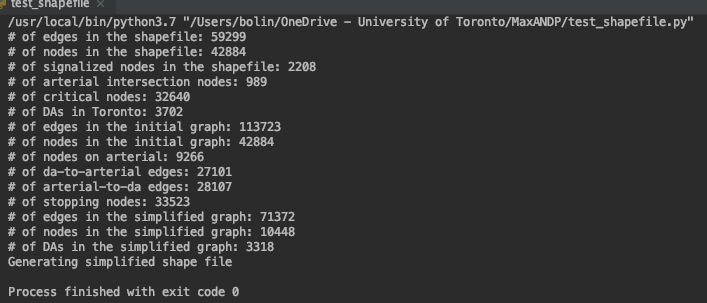 test_shapefile ×
/usr/local/bin/python3.7 "/Users/bolin/OneDrive - University of Toronto/MaxANDP/test_shapefile.py"
# of edges in the shapefile: 59299
# of nodes in the shapefile: 42884
# of signalized nodes in the shapefile: 2208
# of arterial intersection nodes: 989
# of critical nodes: 32640
# of DAs in Toronto: 3702
# of edges in the initial graph: 113723
# of nodes in the initial graph: 42884
# of nodes on arterial: 9266
# of da-to-arterial edges: 27101
# of arterial-to-da edges: 28107
# of stopping nodes: 33523
# of edges in the simplified graph: 71372
# of nodes in the simplified graph: 10448
# of DAs in the simplified graph: 3318
Generating simplified shape file
Process finished with exit code 0